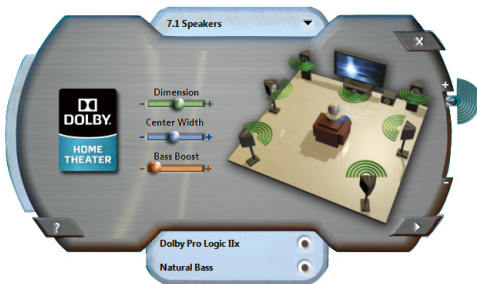 7.1 Speakers
X
Dimension
- +
Center Width
- +
Bass Boost
- +
DOLBY
HOME
THEATER
+
-
?
Dolby Pro Logic IIx
Natural Bass